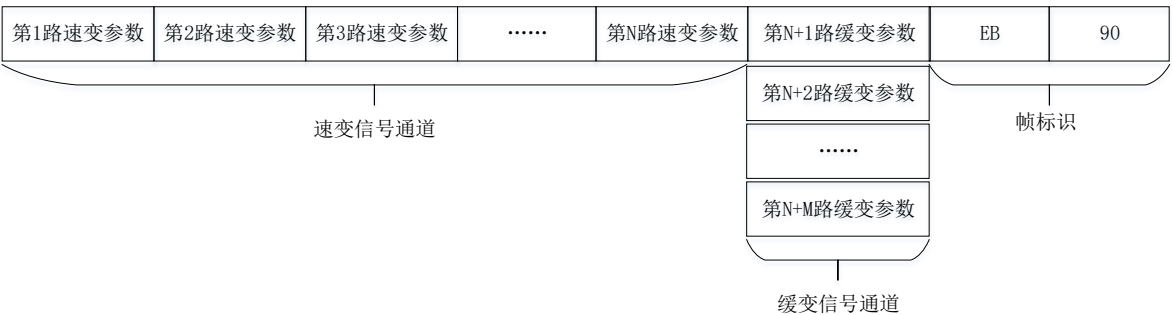 第1路速变参数 第2路速变参数 第3路速变参数 …… 第N路速变参数 第N+1路缓变参数 EB 90
第N+2路缓变参数
速变信号通道
帧标识
……
第N+M路缓变参数
缓变信号通道